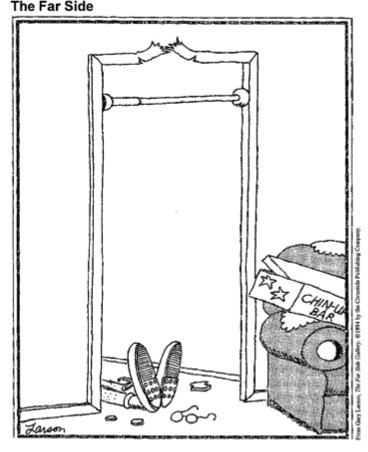 The Far Side
CHIN-UP
BAR
Larson
From Gary Larson, The Far Side Gallery. ©1984 by the Chronicle Publishing Company.